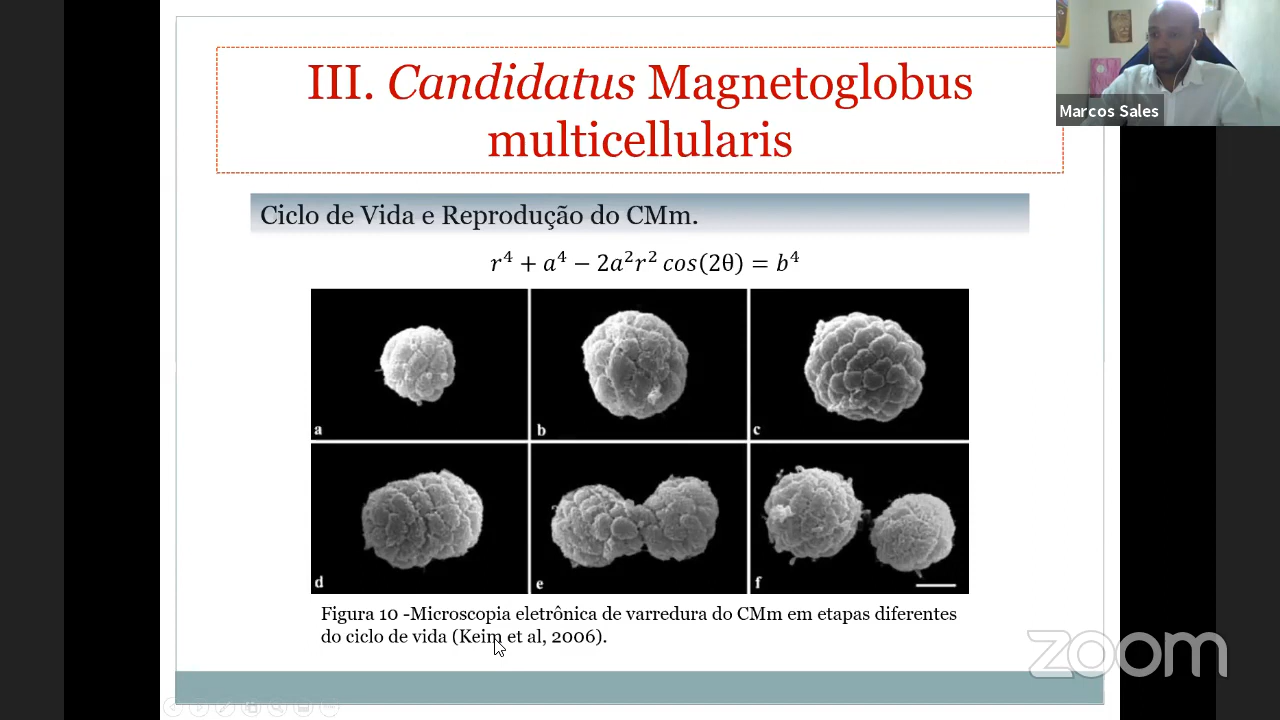 III. Candidatus Magnetoglobus
multicellularis
Marcos Sales
Ciclo de Vida e Reprodução do CMm.
r⁴ + a⁴ − 2a²r² cos(2θ) = b⁴
a
b
c
d
e
f
Figura 10 -Microscopia eletrônica de varredura do CMm em etapas diferentes
do ciclo de vida (Keim et al, 2006).
zoom